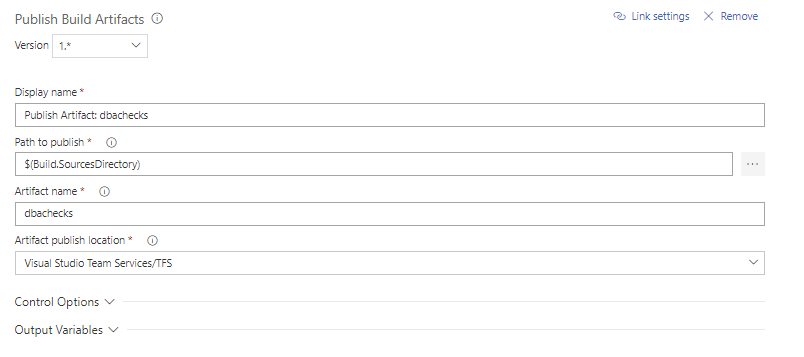 Publish Build Artifacts
Link settings
Remove
Version 1.*
Display name *
Publish Artifact: dbachecks
Path to publish *
$(Build.SourcesDirectory)
...
Artifact name *
dbachecks
Artifact publish location *
Visual Studio Team Services/TFS
Control Options
Output Variables